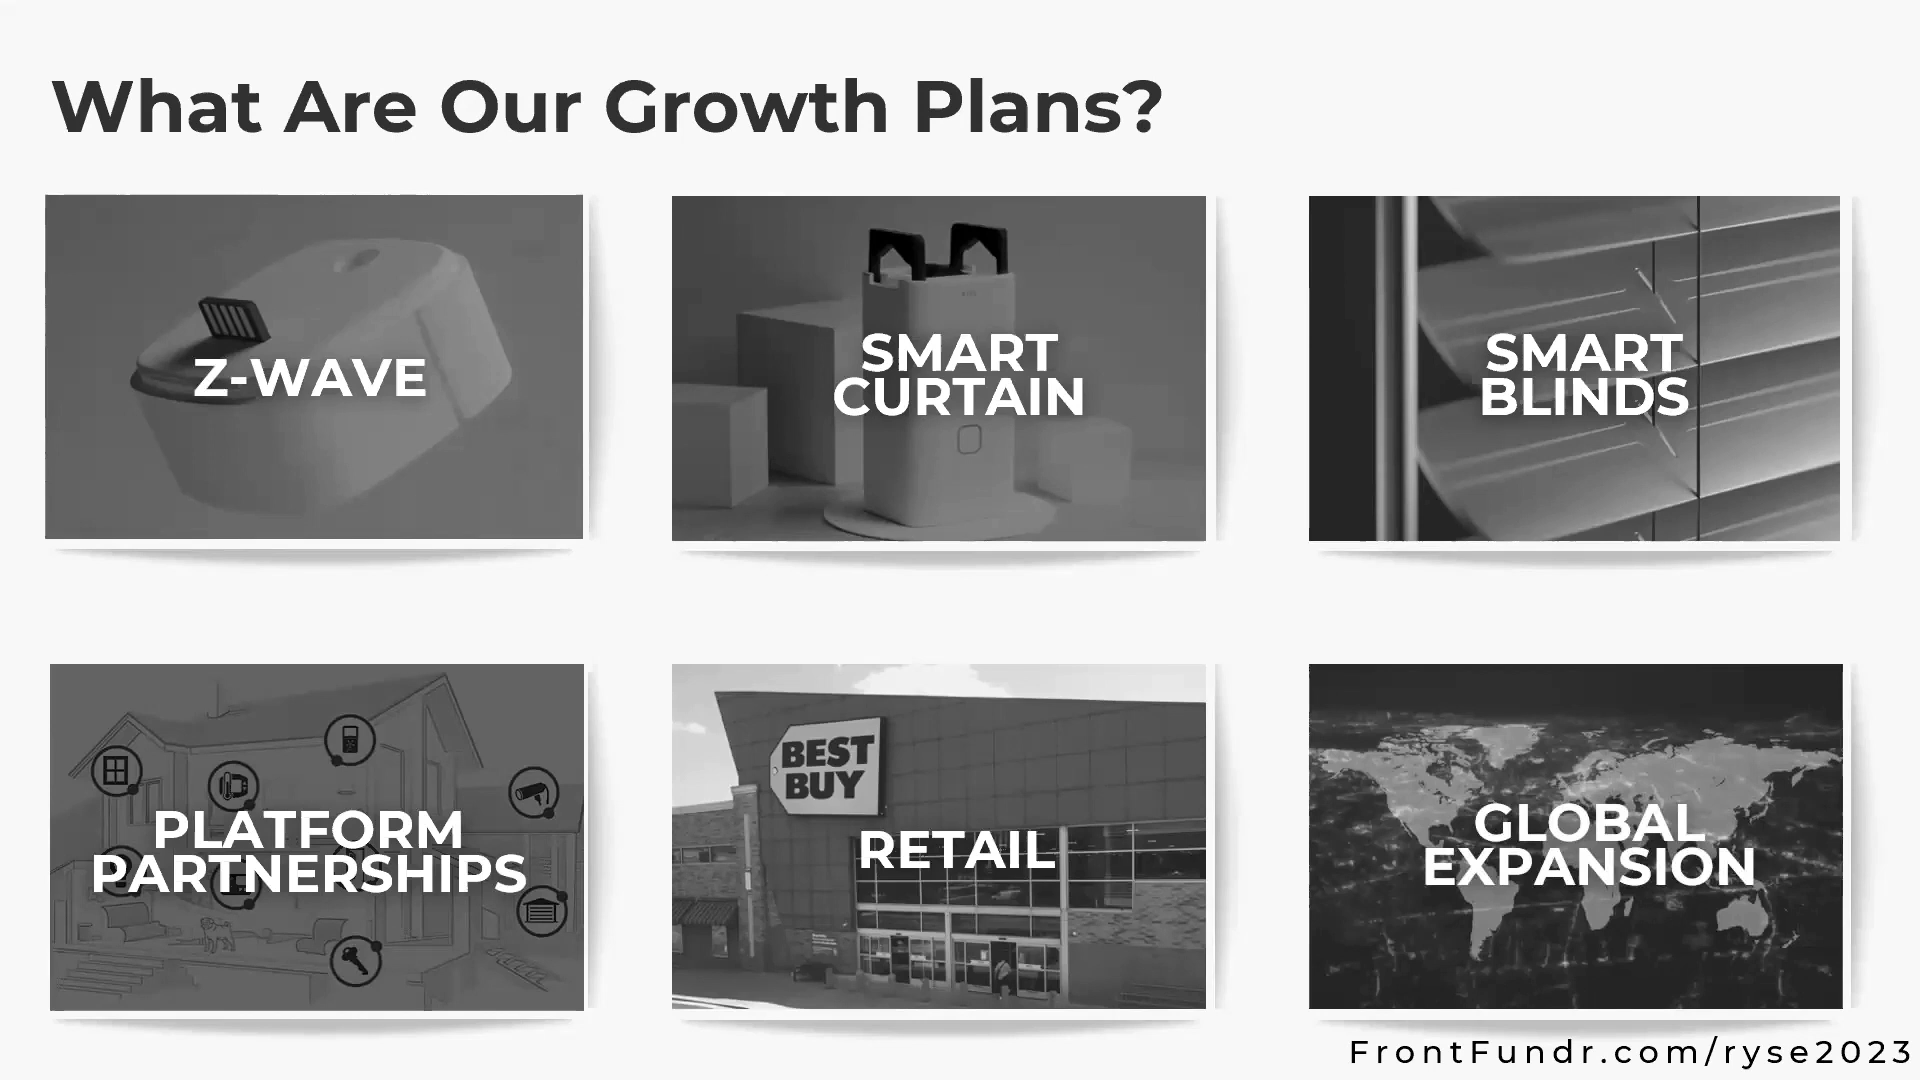 What Are Our Growth Plans?
Z-WAVE
SMART
CURTAIN
SMART
BLINDS
PLATFORM
PARTNERSHIPS
BEST
BUY
RETAIL
GLOBAL
EXPANSION
FrontFundr.com/ryse2023